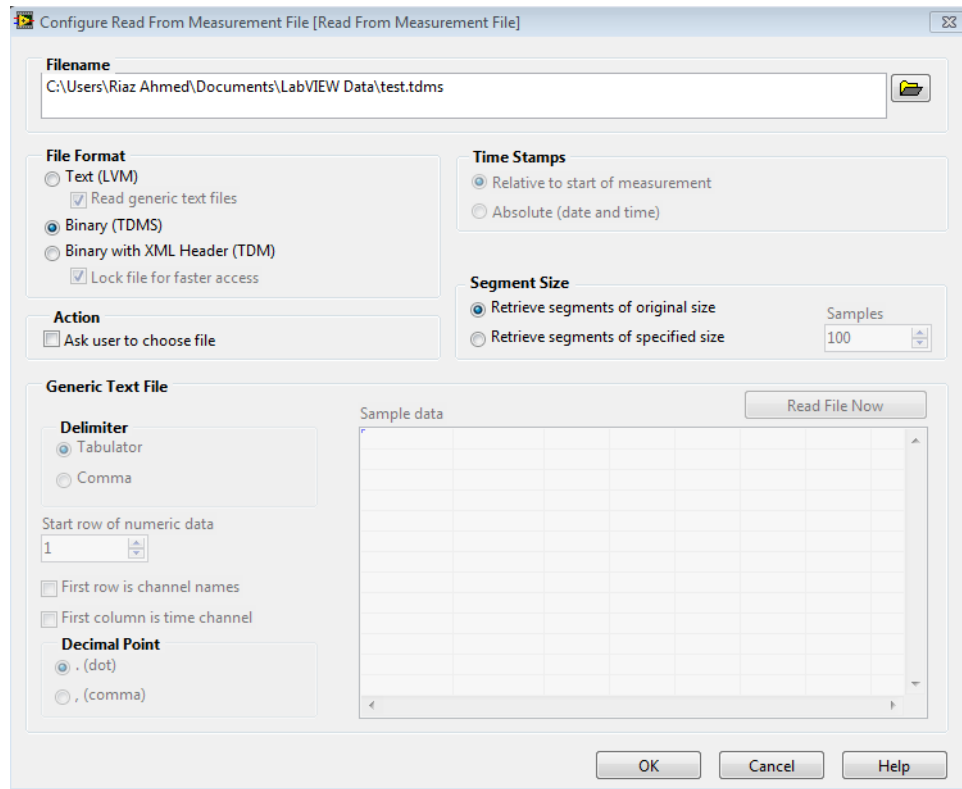 Configure Read From Measurement File [Read From Measurement File]
Filename
C:\Users\Riaz Ahmed\Documents\LabVIEW Data\test.tdms
File Format
Text (LVM)
Read generic text files
Binary (TDMS)
Binary with XML Header (TDM)
Lock file for faster access
Time Stamps
Relative to start of measurement
Absolute (date and time)
Action
Ask user to choose file
Segment Size
Retrieve segments of original size
Retrieve segments of specified size
Samples
100
Generic Text File
Delimiter
Tabulator
Comma
Start row of numeric data
1
First row is channel names
First column is time channel
Decimal Point
. (dot)
, (comma)
Sample data
Read File Now
OK Cancel Help